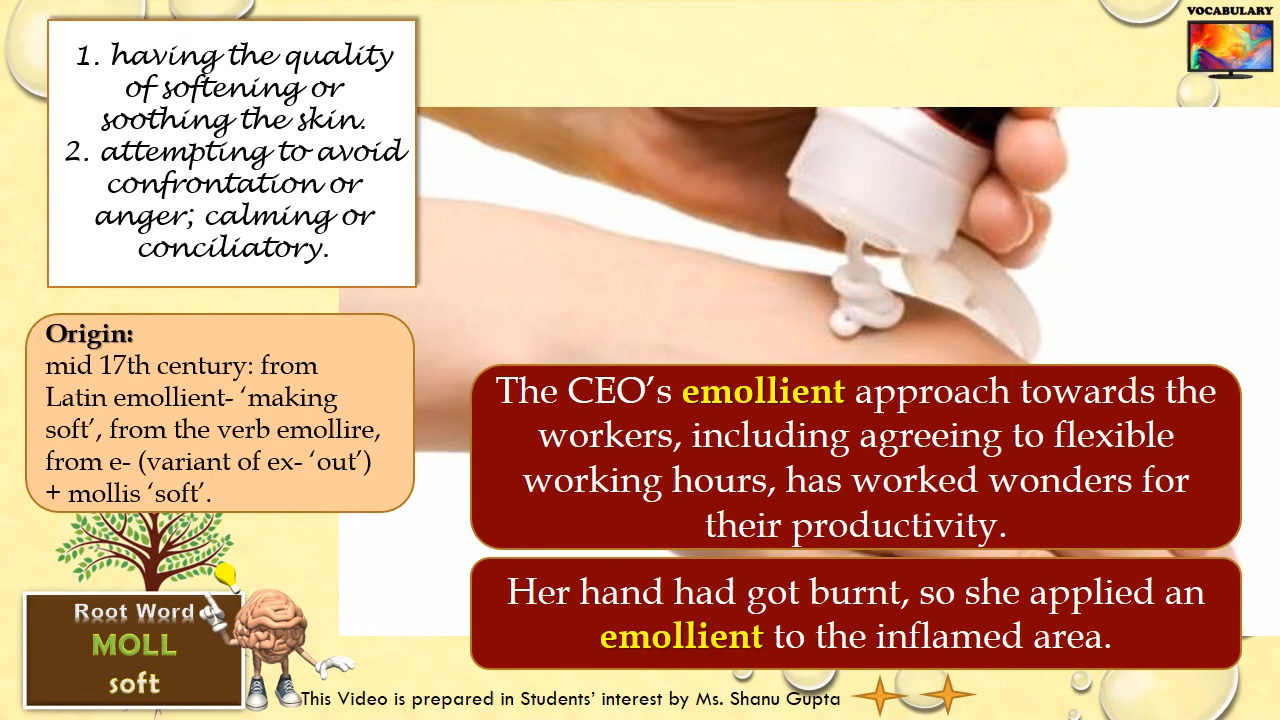 VOCABULARY
1. having the quality
of softening or
soothing the skin.
2. attempting to avoid
confrontation or
anger; calming or
conciliatory.
Origin:
mid 17th century: from
Latin emollient- ‘making
soft’, from the verb emollire,
from e- (variant of ex- ‘out’)
+ mollis ‘soft’.
The CEO’s emollient approach towards the
workers, including agreeing to flexible
working hours, has worked wonders for
their productivity.
Her hand had got burnt, so she applied an
emollient to the inflamed area.
Root Word
MOLL
soft
This Video is prepared in Students’ interest by Ms. Shanu Gupta